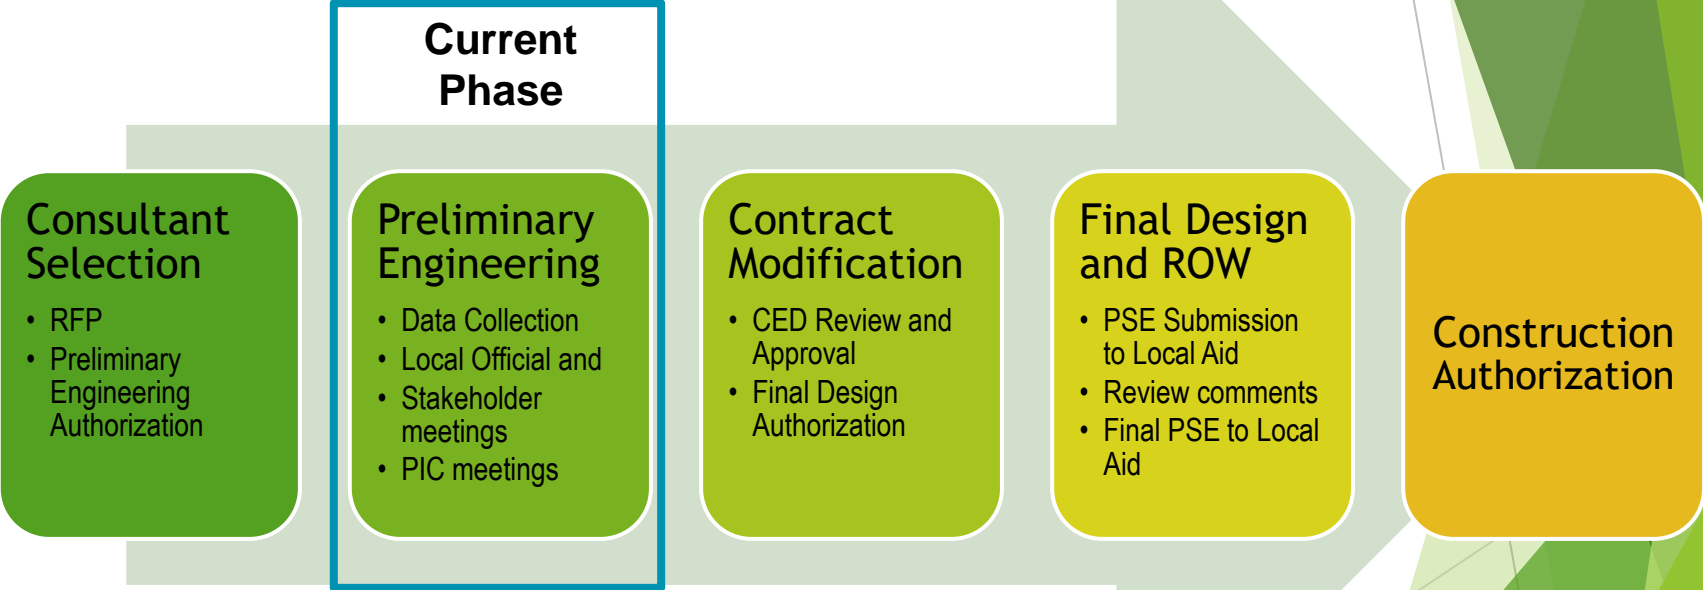 Current
Phase
Consultant
Selection
• RFP
• Preliminary
Engineering
Authorization
Preliminary
Engineering
• Data Collection
• Local Official and
• Stakeholder
meetings
• PIC meetings
Contract
Modification
• CED Review and
Approval
• Final Design
Authorization
Final Design
and ROW
• PSE Submission
to Local Aid
• Review comments
• Final PSE to Local
Aid
Construction
Authorization